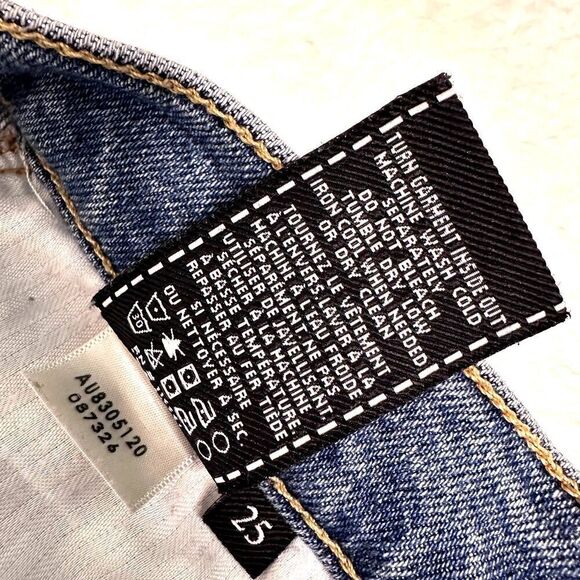 TURN GARMENT INSIDE-OUT
MACHINE WASH COLD
SEPARATELY
DO NOT BLEACH
TUMBLE DRY LOW
IRON COOL WHEN NEEDED
OR DRY CLEAN
TOURNEZ LE VÊTEMENT
À L'ENVERS LAVER À LA
MACHINE À L'EAU FROIDE
SÉPARÉMENT NE PAS
UTILISER DE JAVELLISANT
SÉCHER À LA MACHINE
À BASSE TEMPÉRATURE
REPASSER AU FER TIÈDE
SI NÉCESSAIRE
OU NETTOYER À SEC
AU8305120
087326
25